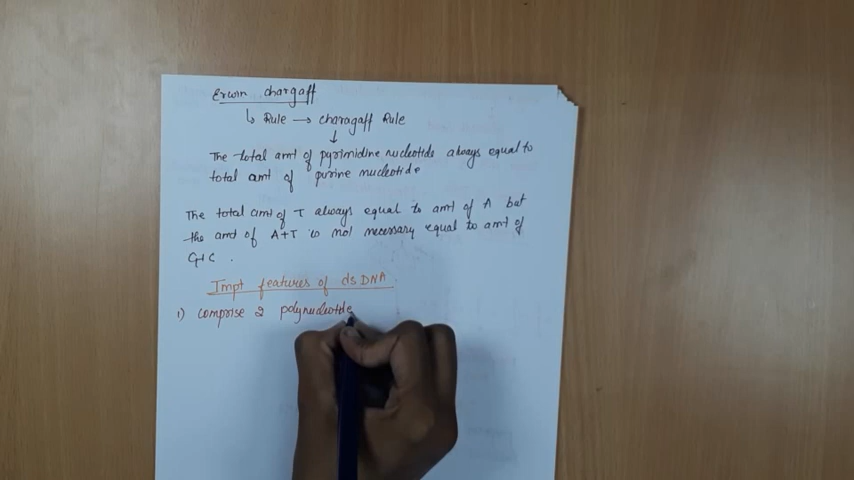 Erwin chargaff
↳ Rule → charagaff Rule
↓
The total amt of pyrimidine nucleotide always equal to
total amt of purine nucleotide
The total amt of T always equal to amt of A but
the amt of A+T is not necessary equal to amt of
G+C .
Impt features of ds DNA
1) comprise 2 polynucleotide